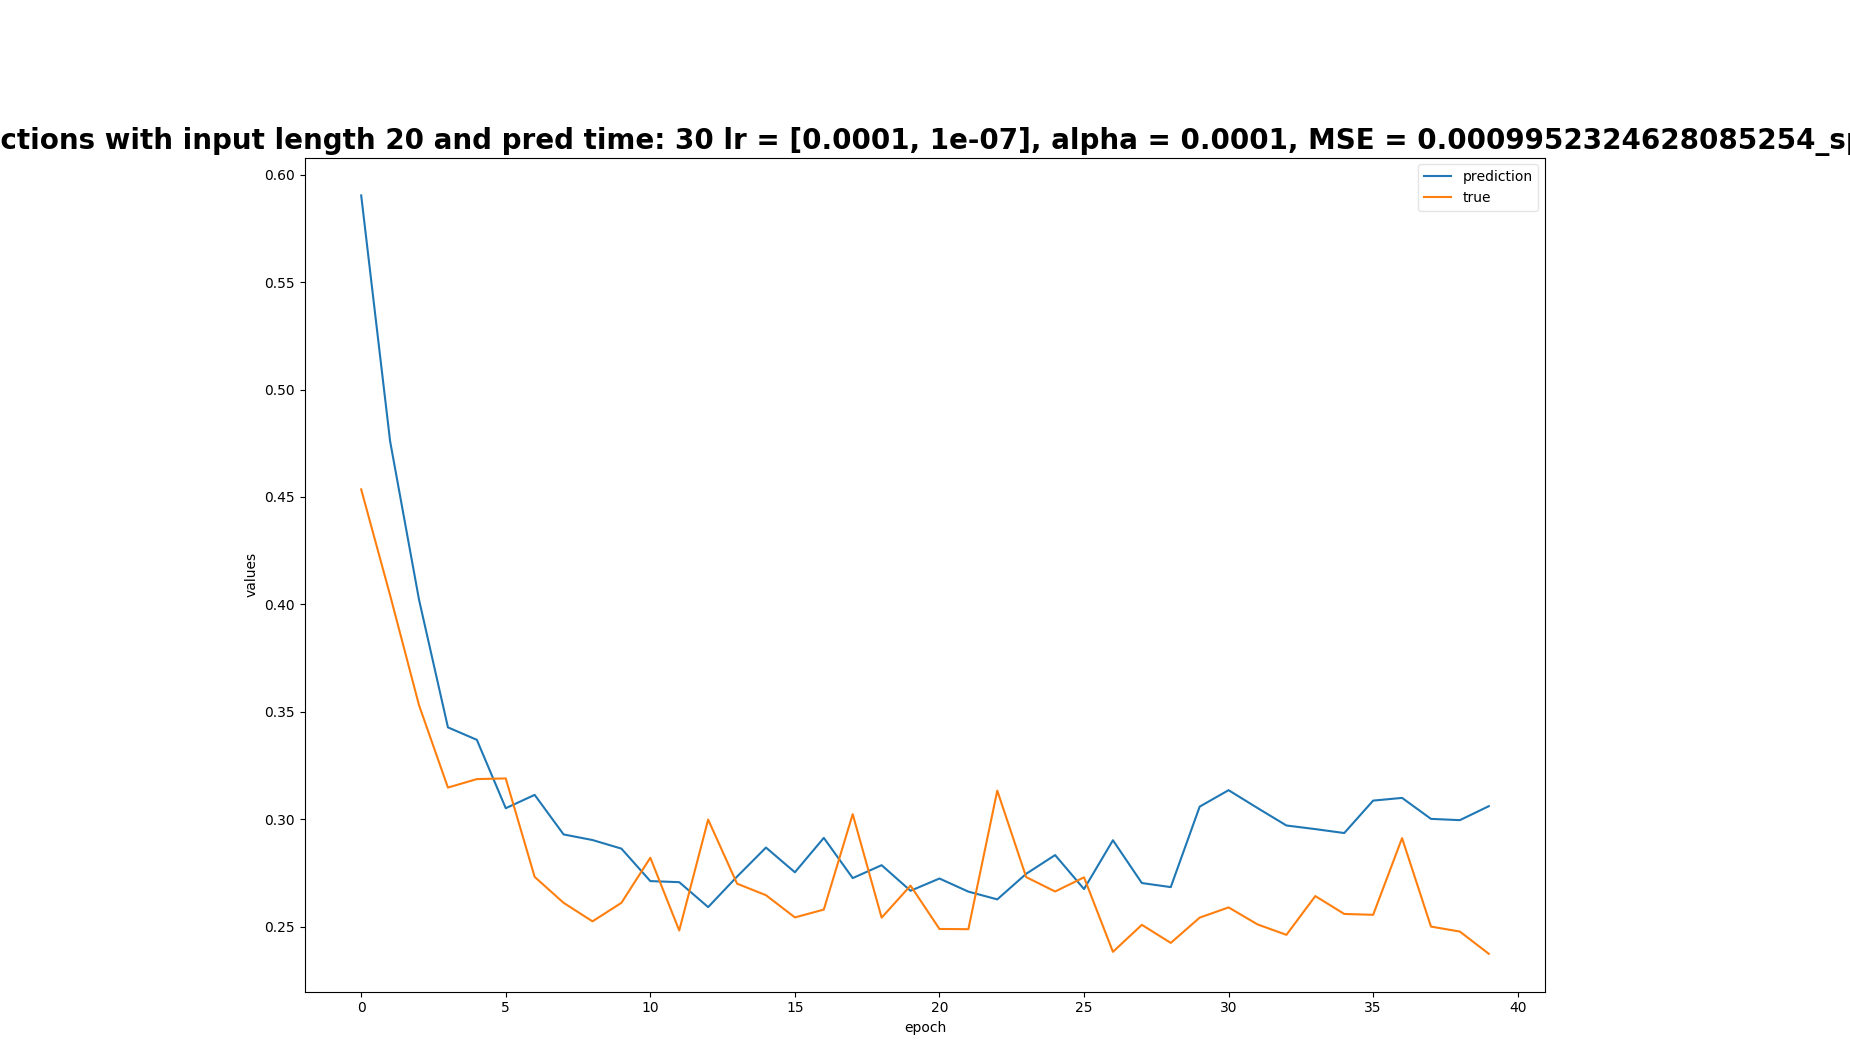 ctions with input length 20 and pred time: 30 lr = [0.0001, 1e-07], alpha = 0.0001, MSE = 0.0009952324628085254_sp
prediction
true
0.60
0.55
0.50
0.45
0.40
0.35
0.30
0.25
values
0 5 10 15 20 25 30 35 40
epoch